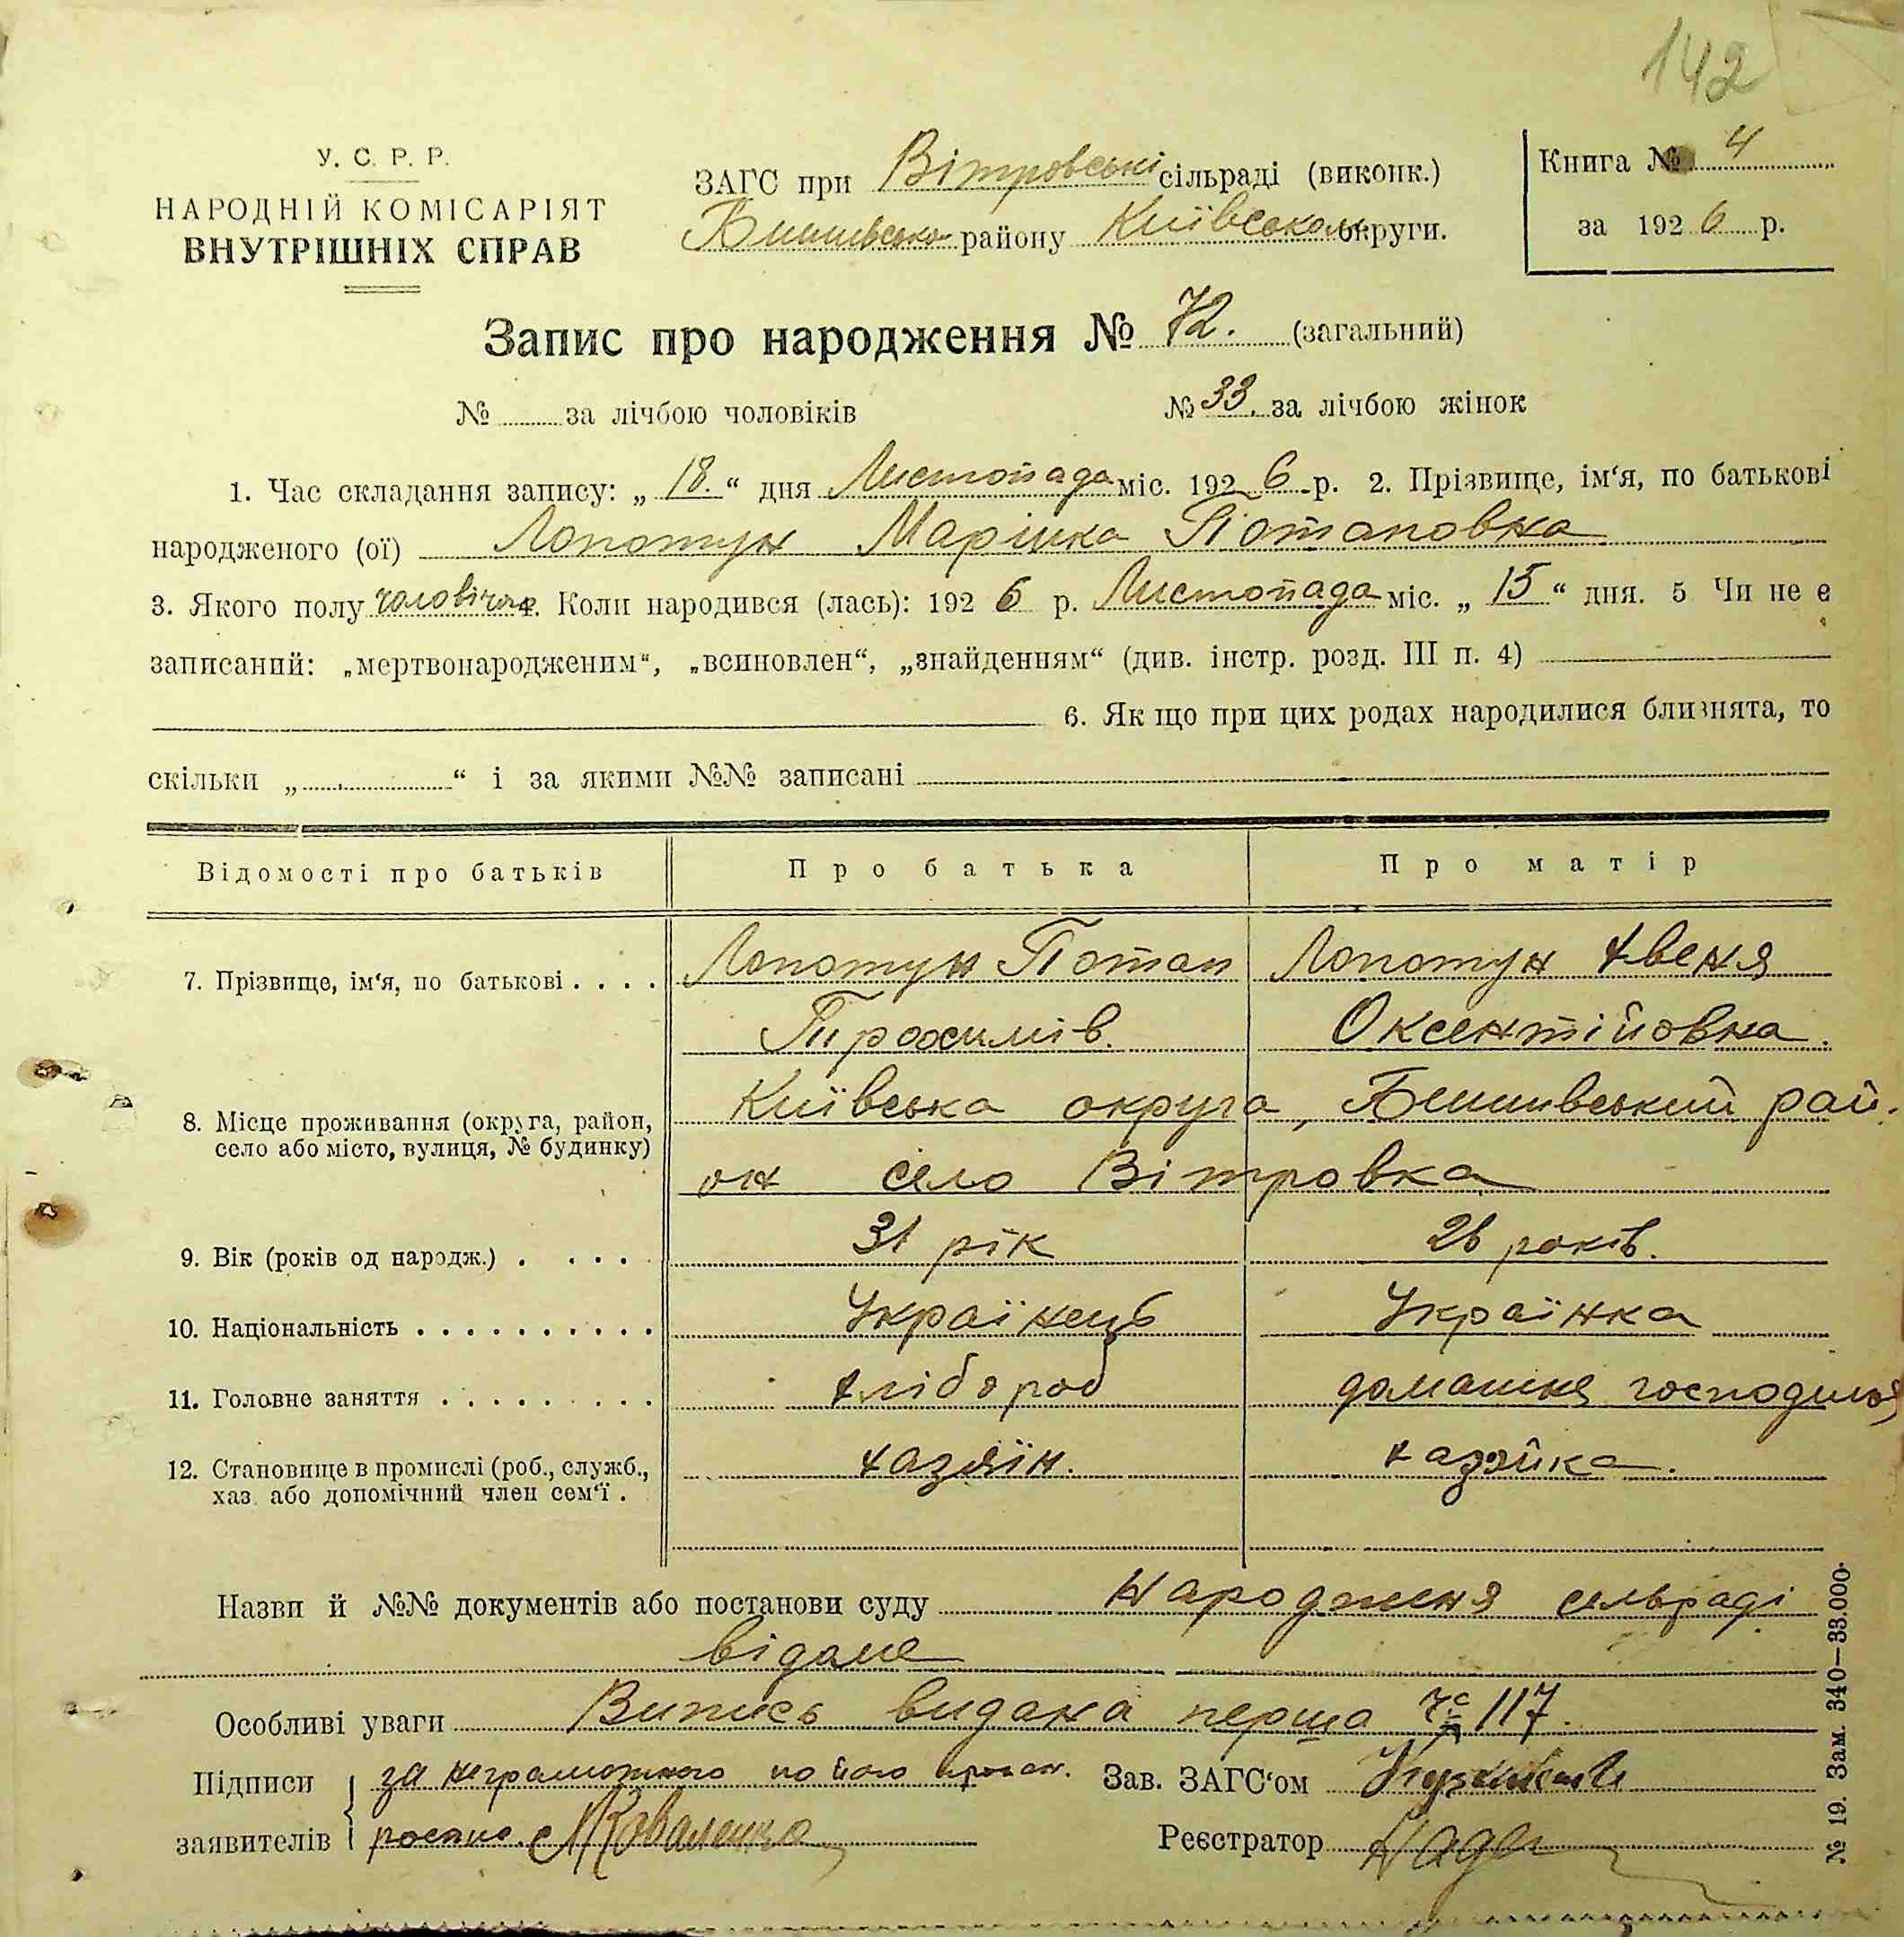 142
У. С. Р. Р.
НАРОДНІЙ КОМІСАРІЯТ
ВНУТРІШНІХ СПРАВ
ЗАГС при Вітровські сільраді (виконк.)
району Київсько округи.
Книга № 4
за 1926 р.
Запис про народження № 72. (загальний)
№ за лічбою чоловіків № 33. за лічбою жінок
1. Час складання запису: „18.“ дня Листопада міс. 1926 р. 2. Прізвище, ім‘я, по батькові
народженого (ої) Лопотун Марійка Потаповна
3. Якого полу чоловіча 4. Коли народився (лась): 1926 р. Листопада міс. „15“ дня. 5 Чи не е
записаний: „мертвонародженим“, „всиновлен“, „знайденням“ (див. інстр. розд. III п. 4)
6. Як що при цих родах народилися близнята, то
скільки „ “ і за якими №№ записані
Відомості про батьків Про батька Про матір
7. Прізвище, ім‘я, по батькові Лопотун Потап Лопотун Хвеня
Трохимів. Оксентійовна.
8. Місце проживання (округа, район, Київська округа, Бишивський рай.
село або місто, вулиця, № будинку) он село Вітровка
9. Вік (років од народж.) 31 рік 26 років.
10. Національність Українець Українка
11. Головне заняття хлібороб домашня господиня
12. Становище в промислі (роб., служб., хазяїн. хазяйка.
хаз. або допомічний член сем‘ї.
Назви й №№ документів або постанови суду Народження сельраді
відаме
Особливі уваги Випись видана перша № 117.
Підписи за неграмотного по його
заявителів роспис. Коваленко
Зав. ЗАГС‘ом
Реєстратор
№ 19. Зам. 340—33.000.